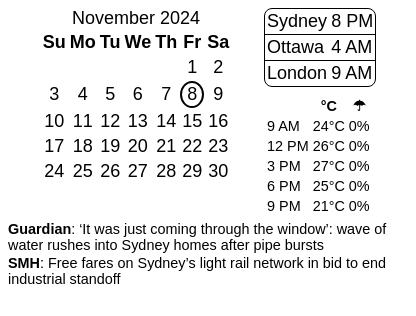 November 2024
Su Mo Tu We Th Fr Sa
1 2
3 4 5 6 7 8 9
10 11 12 13 14 15 16
17 18 19 20 21 22 23
24 25 26 27 28 29 30
Sydney 8 PM
Ottawa 4 AM
London 9 AM
°C ☂
9 AM 24°C 0%
12 PM 26°C 0%
3 PM 27°C 0%
6 PM 25°C 0%
9 PM 21°C 0%
Guardian: ‘It was just coming through the window’: wave of
water rushes into Sydney homes after pipe bursts
SMH: Free fares on Sydney’s light rail network in bid to end
industrial standoff